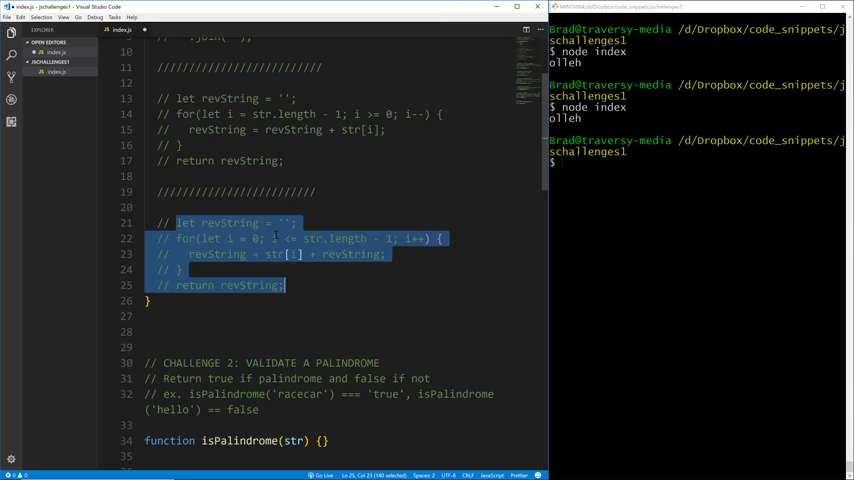 index.js - jschallenges1 - Visual Studio Code
File Edit Selection View Go Debug Tasks Help
EXPLORER
OPEN EDITORS
index.js
JSCHALLENGES1
index.js
index.js
10 // .join('');
11 //////////////////////////
12
13 // let revString = '';
14 // for(let i = str.length - 1; i >= 0; i--) {
15 //   revString = revString + str[i];
16 // }
17 // return revString;
18
19 /////////////////////////
20
21 // let revString = '';
22 // for(let i = 0; i <= str.length - 1; i++) {
23 //   revString = str[i] + revString;
24 // }
25 // return revString;
26 }
27
28
29
30 // CHALLENGE 2: VALIDATE A PALINDROME
31 // Return true if palindrome and false if not
32 // ex. isPalindrome('racecar') === 'true', isPalindrome
('hello') == false
33
34 function isPalindrome(str) {}
35
0 0
Ln 25, Col 23 (140 selected) Spaces: 2 UTF-8 CRLF JavaScript Go Live Prettier
MINGW64:/d/Dropbox/code_snippets/jschallenges1
Brad@traversy-media /d/Dropbox/code_snippets/j
schallenges1
$ node index
olleh
Brad@traversy-media /d/Dropbox/code_snippets/j
schallenges1
$ node index
olleh
Brad@traversy-media /d/Dropbox/code_snippets/j
schallenges1
$